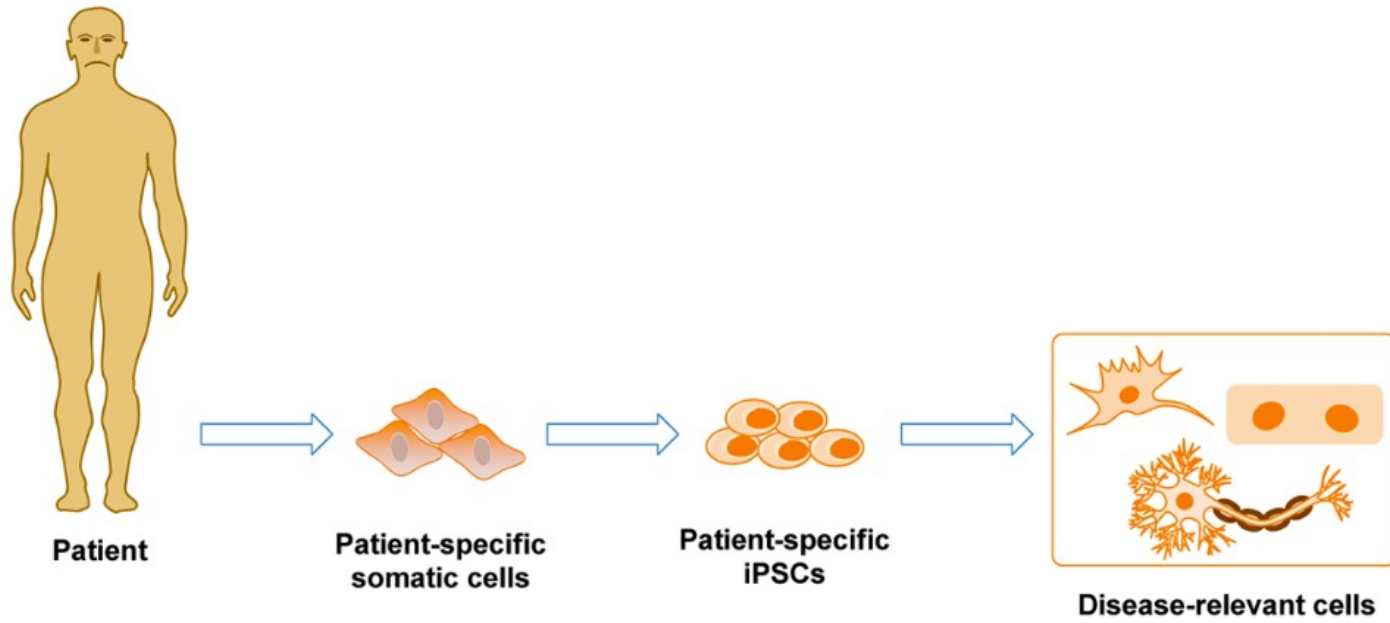 Patient
Patient-specific
somatic cells
Patient-specific
iPSCs
Disease-relevant cells